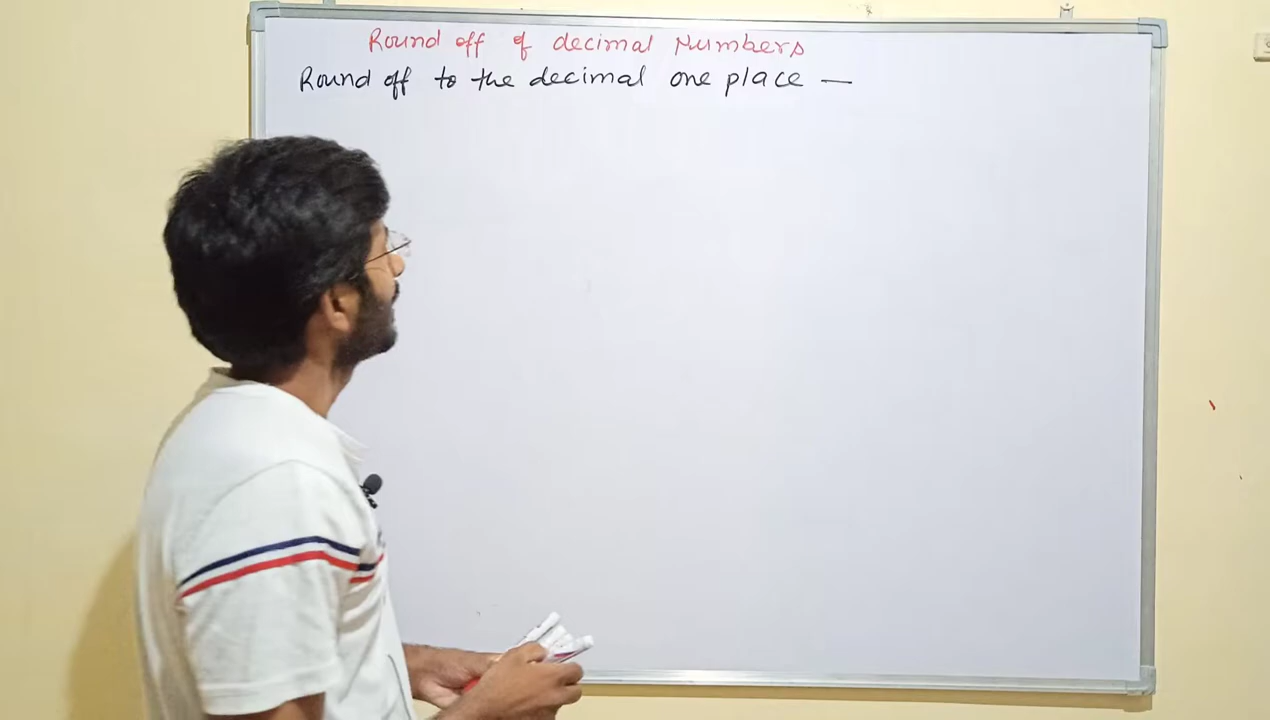 Round off of decimal Numbers
Round off to the decimal one place —